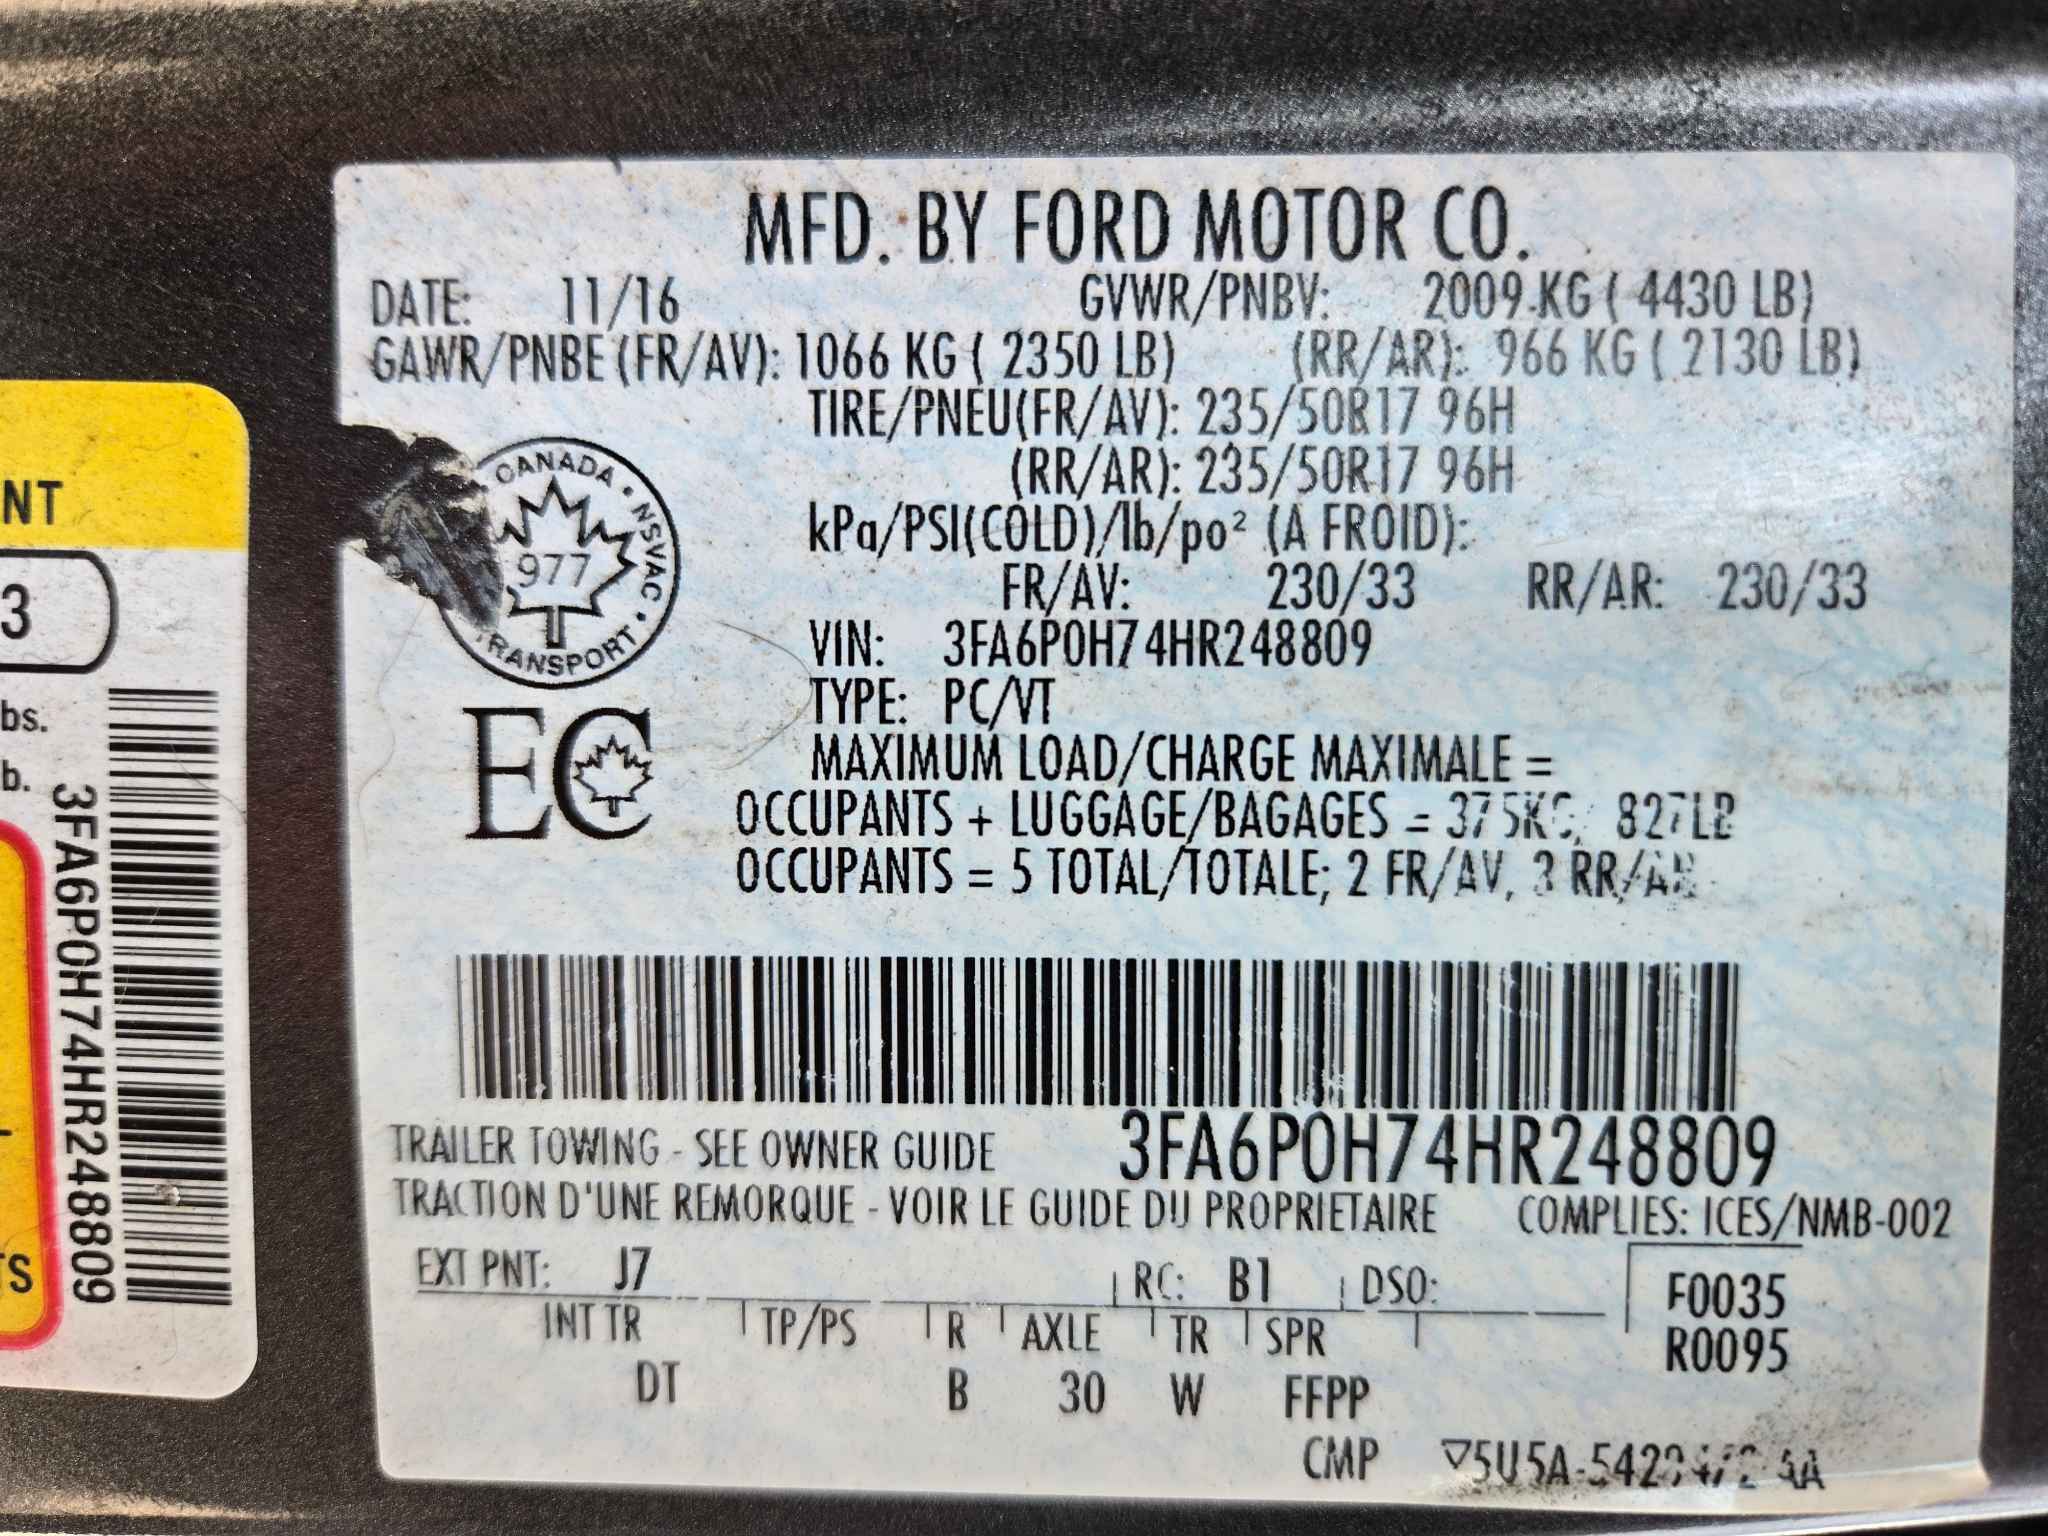 NT
3
bs.
b.
3FA6P0H74HR248809
TS
MFD. BY FORD MOTOR CO.
DATE: 11/16 GVWR/PNBV: 2009 KG ( 4430 LB)
GAWR/PNBE (FR/AV): 1066 KG ( 2350 LB) (RR/AR): 966 KG ( 2130 LB)
TIRE/PNEU(FR/AV): 235/50R17 96H
(RR/AR): 235/50R17 96H
kPa/PSI(COLD)/lb/po² (A FROID):
FR/AV: 230/33 RR/AR: 230/33
CANADA • NSVAC • TRANSPORT
977
VIN: 3FA6P0H74HR248809
TYPE: PC/VT
EC
MAXIMUM LOAD/CHARGE MAXIMALE =
OCCUPANTS + LUGGAGE/BAGAGES = 375KG, 827LB
OCCUPANTS = 5 TOTAL/TOTALE; 2 FR/AV, 3 RR/AR
3FA6P0H74HR248809
TRAILER TOWING - SEE OWNER GUIDE
TRACTION D'UNE REMORQUE - VOIR LE GUIDE DU PROPRIETAIRE COMPLIES: ICES/NMB-002
EXT PNT: J7 RC: B1 DSO: F0035
INT TR TP/PS R AXLE TR SPR R0095
DT B 30 W FFPP
CMP